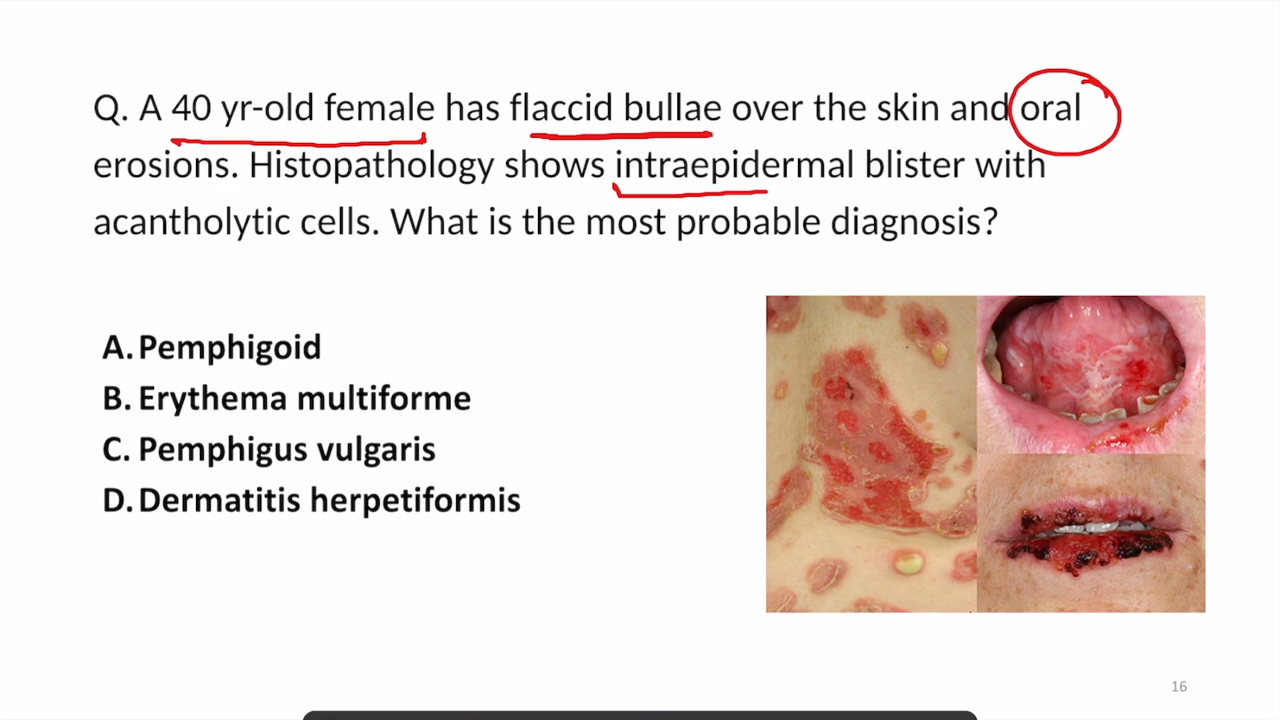 Q. A 40 yr-old female has flaccid bullae over the skin and oral
erosions. Histopathology shows intraepidermal blister with
acantholytic cells. What is the most probable diagnosis?
A. Pemphigoid
B. Erythema multiforme
C. Pemphigus vulgaris
D. Dermatitis herpetiformis
16